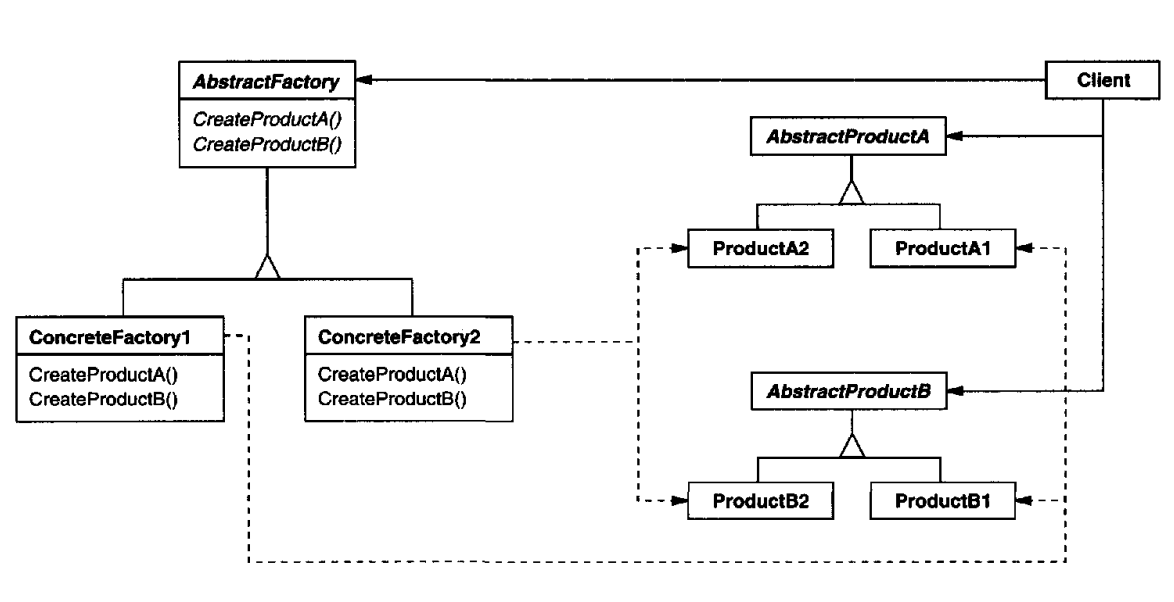 AbstractFactory
CreateProductA()
CreateProductB()
Client
AbstractProductA
ProductA2
ProductA1
ConcreteFactory1
CreateProductA()
CreateProductB()
ConcreteFactory2
CreateProductA()
CreateProductB()
AbstractProductB
ProductB2
ProductB1